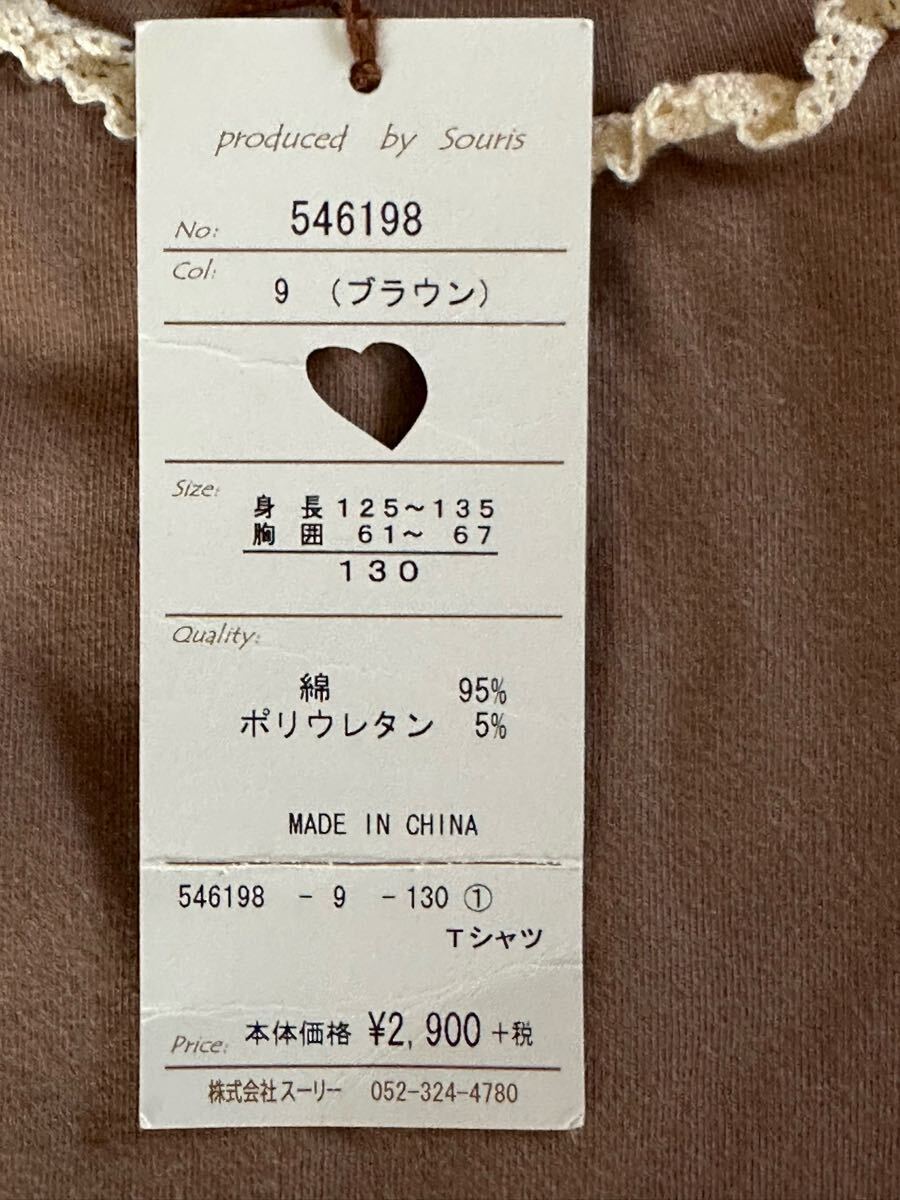 produced by Souris
No: 546198
Col: 9 (ブラウン)
Size: 身長125～135
胸囲 61～ 67
130
Quality:
綿 95%
ポリウレタン 5%
MADE IN CHINA
546198 - 9 - 130 ①
Tシャツ
Price: 本体価格 ¥2,900 +税
株式会社スーリー 052-324-4780